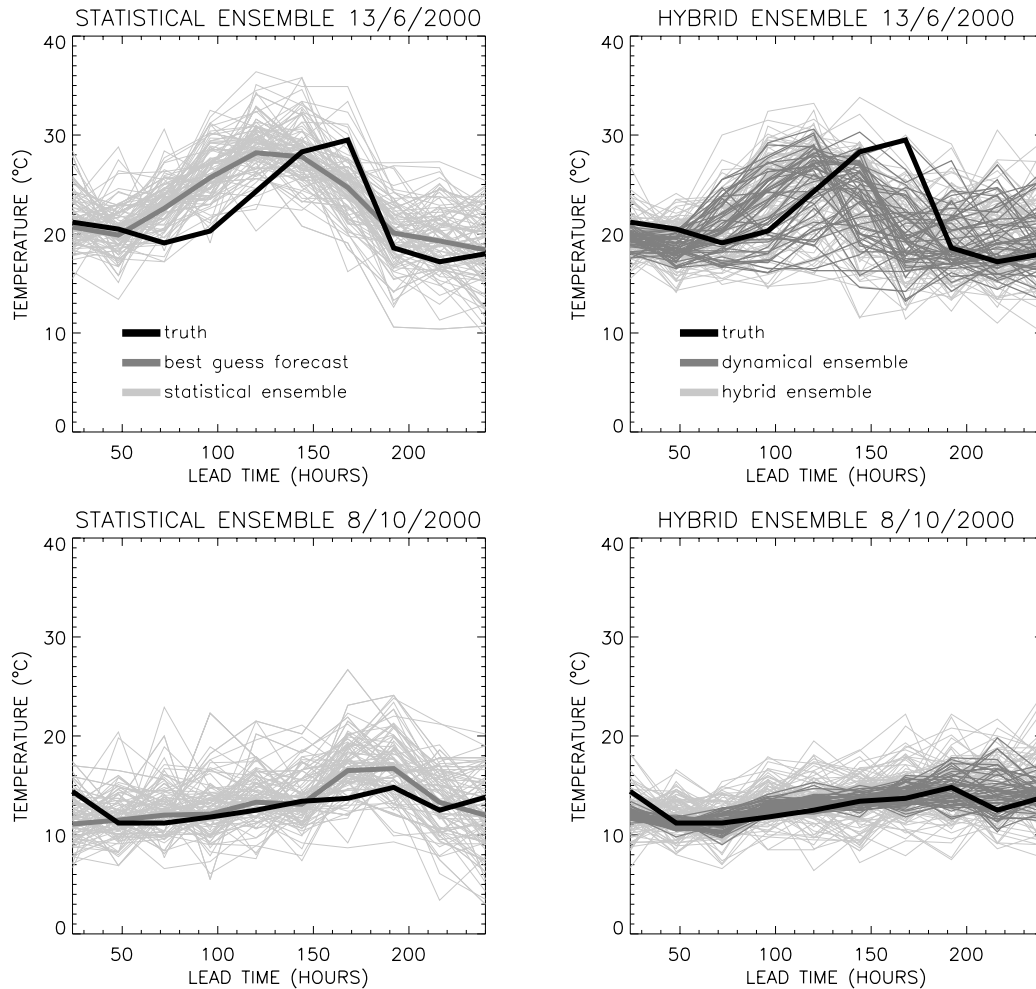 STATISTICAL ENSEMBLE 13/6/2000
40
30
20
10
0
TEMPERATURE (°C)
truth
best guess forecast
statistical ensemble
50 100 150 200
LEAD TIME (HOURS)
HYBRID ENSEMBLE 13/6/2000
40
30
20
10
0
TEMPERATURE (°C)
truth
dynamical ensemble
hybrid ensemble
50 100 150 200
LEAD TIME (HOURS)
STATISTICAL ENSEMBLE 8/10/2000
40
30
20
10
0
TEMPERATURE (°C)
50 100 150 200
LEAD TIME (HOURS)
HYBRID ENSEMBLE 8/10/2000
40
30
20
10
0
TEMPERATURE (°C)
50 100 150 200
LEAD TIME (HOURS)